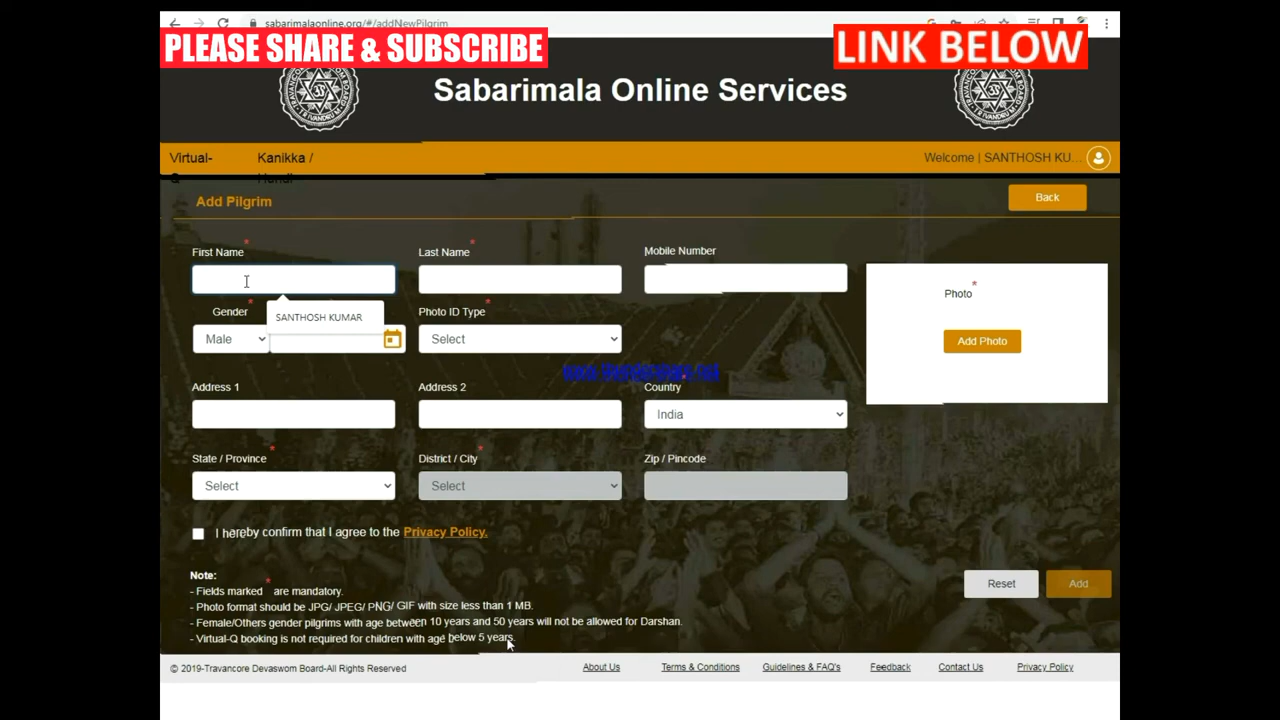 sabarimalaonline.org/#/addNewPilgrim
PLEASE SHARE & SUBSCRIBE
LINK BELOW
Sabarimala Online Services
Virtual-
Kanikka /
Welcome | SANTHOSH KU...
Add Pilgrim
Back
First Name *
Last Name *
Mobile Number
SANTHOSH KUMAR
Photo *
Gender *
Photo ID Type *
Male
Select
Add Photo
Address 1
Address 2
Country
India
State / Province *
District / City *
Zip / Pincode
Select
Select
I hereby confirm that I agree to the Privacy Policy.
Note:
- Fields marked * are mandatory.
- Photo format should be JPG/ JPEG/ PNG/ GIF with size less than 1 MB.
- Female/Others gender pilgrims with age between 10 years and 50 years will not be allowed for Darshan.
- Virtual-Q booking is not required for children with age below 5 years.
Reset
Add
© 2019-Travancore Devaswom Board-All Rights Reserved
About Us
Terms & Conditions
Guidelines & FAQ's
Feedback
Contact Us
Privacy Policy